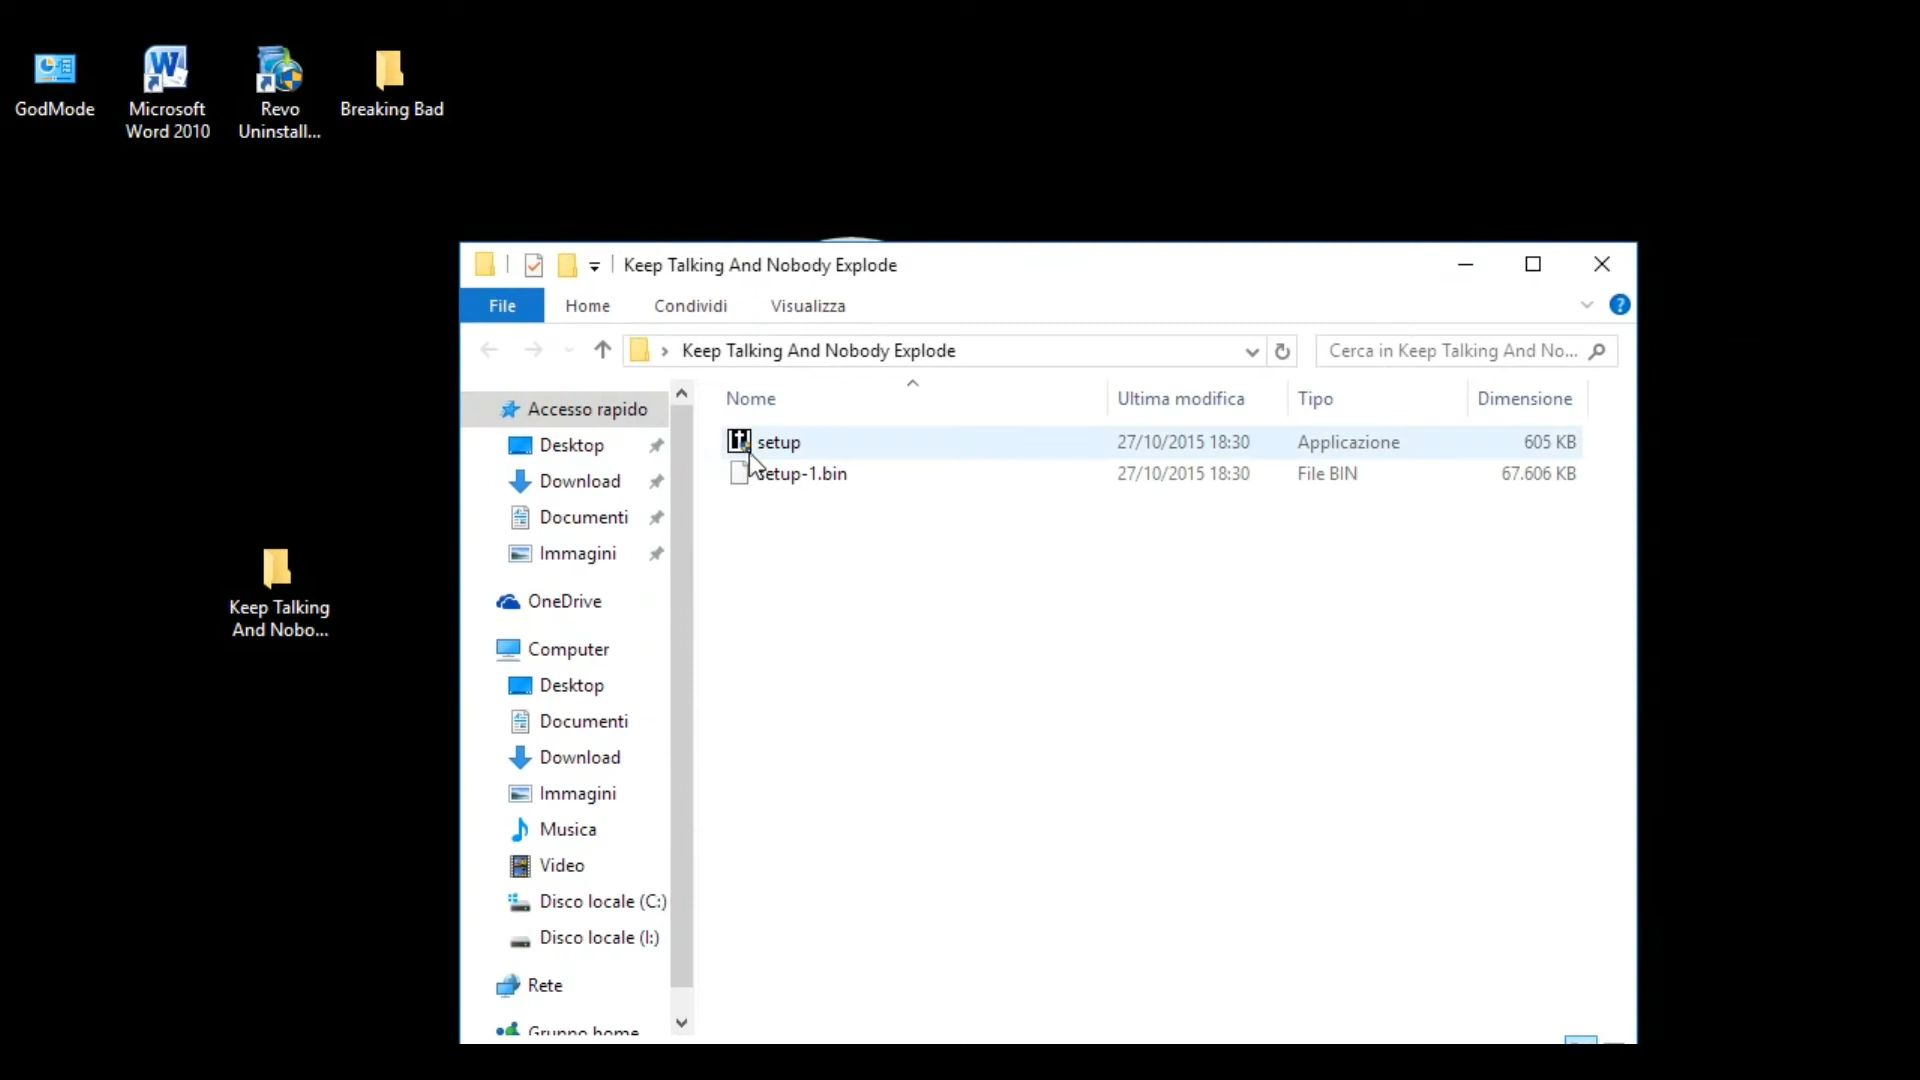 GodMode
Microsoft
Word 2010
Revo
Uninstall...
Breaking Bad
Keep Talking
And Nobo...
Keep Talking And Nobody Explode
File
Home
Condividi
Visualizza
Keep Talking And Nobody Explode
Cerca in Keep Talking And No...
Nome
Ultima modifica
Tipo
Dimensione
setup
27/10/2015 18:30
Applicazione
605 KB
setup-1.bin
27/10/2015 18:30
File BIN
67.606 KB
Accesso rapido
Desktop
Download
Documenti
Immagini
OneDrive
Computer
Desktop
Documenti
Download
Immagini
Musica
Video
Disco locale (C:)
Disco locale (I:)
Rete
Gruppo home